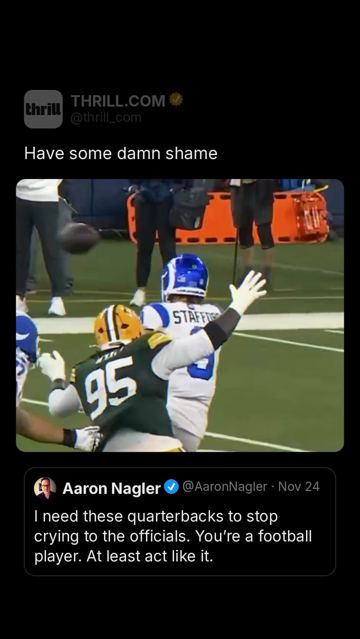 thrill
THRILL.COM
@thrill_com
Have some damn shame
STAFFO
95
Aaron Nagler @AaronNagler · Nov 24
I need these quarterbacks to stop
crying to the officials. You're a football
player. At least act like it.